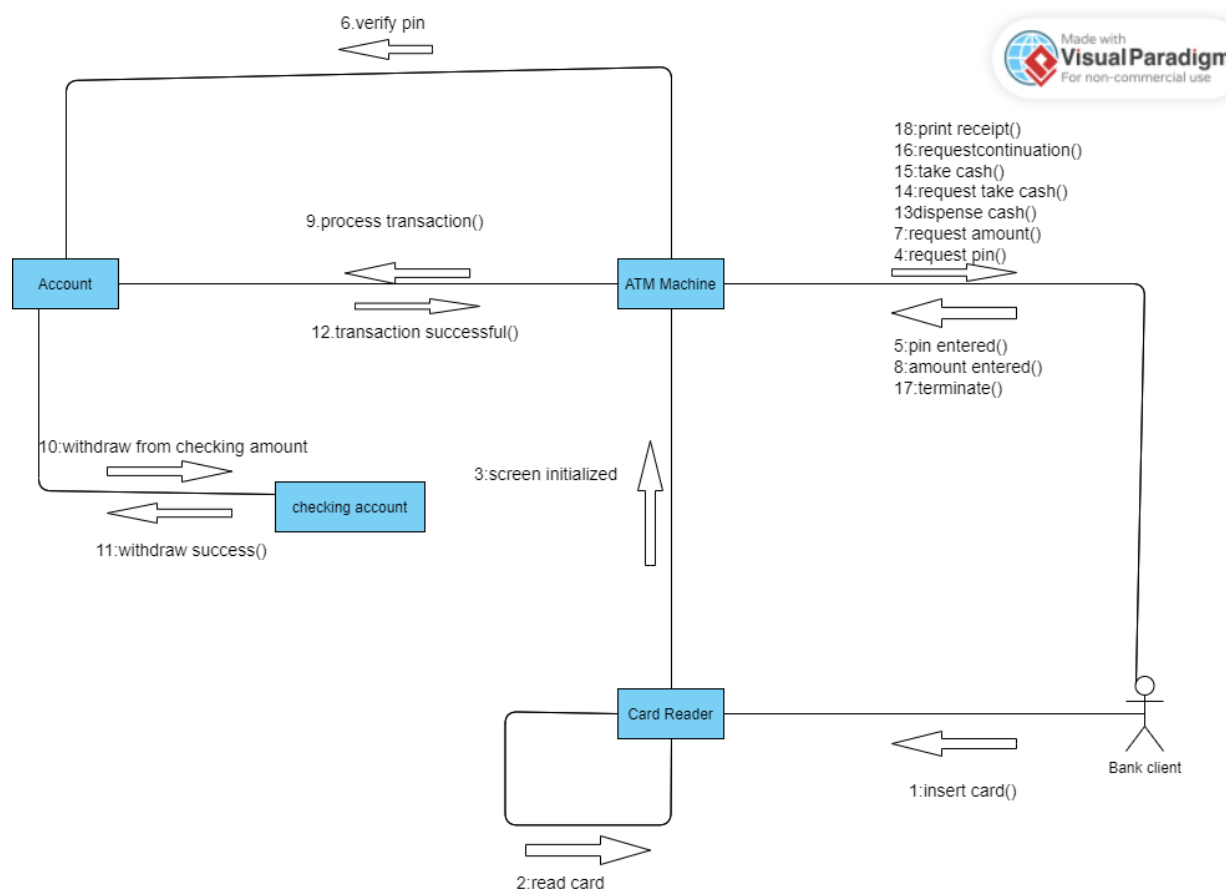 6.verify pin
Made with
Visual Paradigm
For non-commercial use
18:print receipt()
16:requestcontinuation()
15:take cash()
14:request take cash()
13dispense cash()
7:request amount()
4:request pin()
9.process transaction()
Account
ATM Machine
12.transaction successful()
5:pin entered()
8:amount entered()
17:terminate()
10:withdraw from checking amount
3:screen initialized
checking account
11:withdraw success()
Card Reader
Bank client
1:insert card()
2:read card